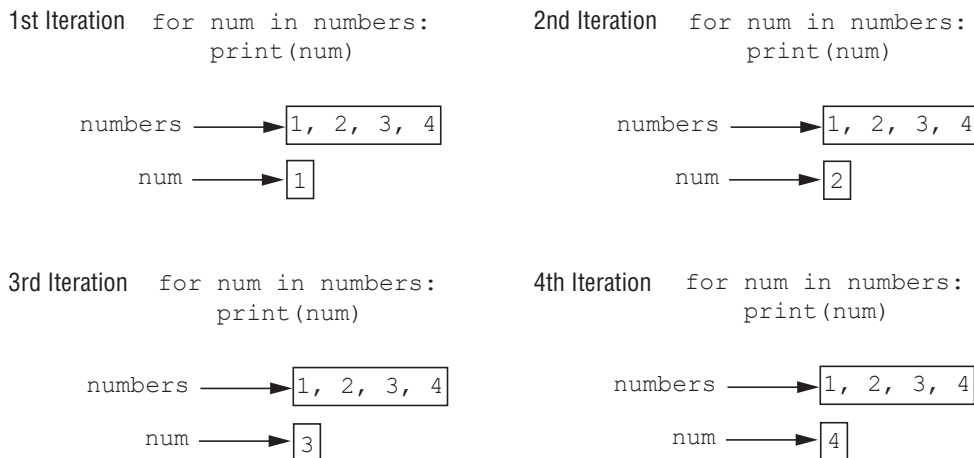 1st Iteration for num in numbers:
print(num)
numbers 1, 2, 3, 4
num 1
2nd Iteration for num in numbers:
print(num)
numbers 1, 2, 3, 4
num 2
3rd Iteration for num in numbers:
print(num)
numbers 1, 2, 3, 4
num 3
4th Iteration for num in numbers:
print(num)
numbers 1, 2, 3, 4
num 4